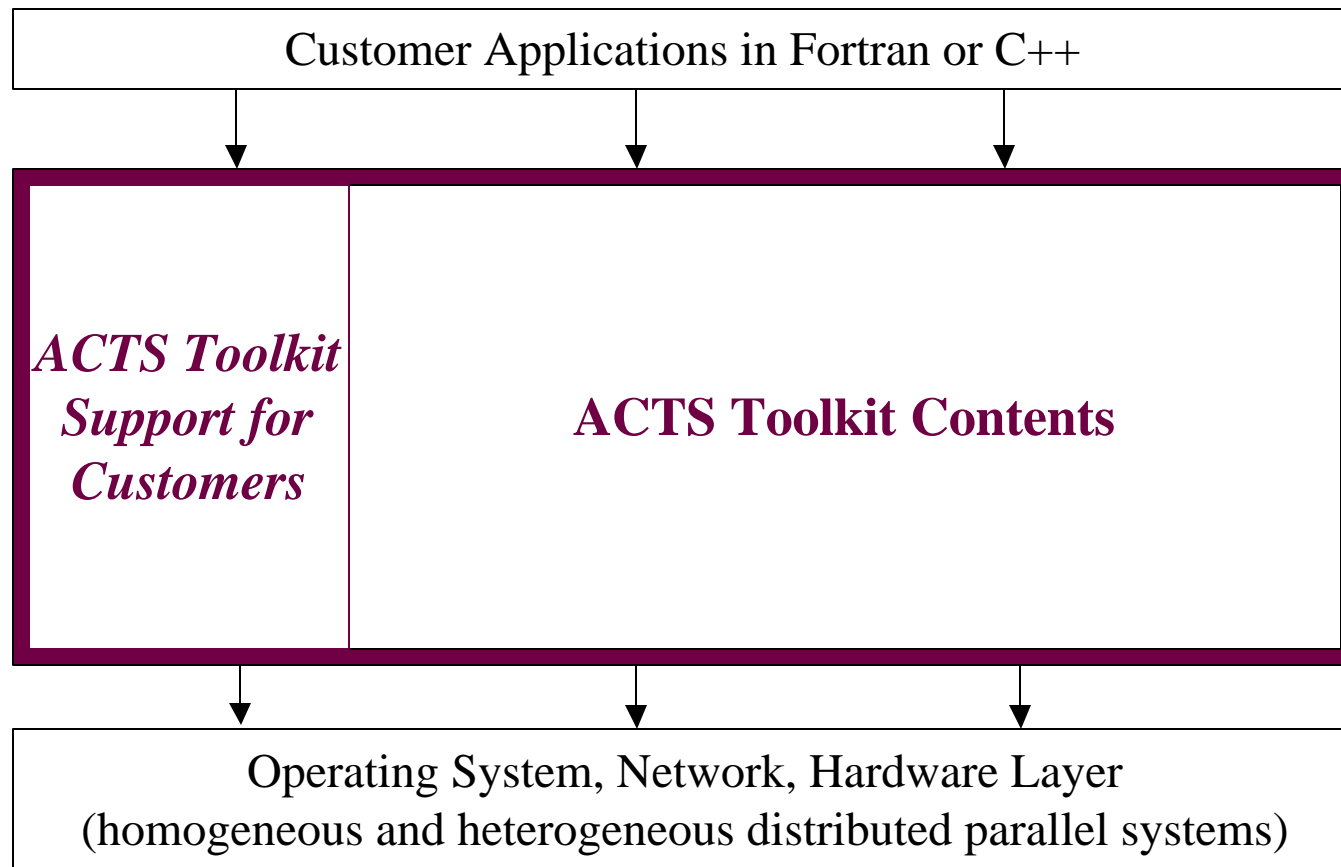 Customer Applications in Fortran or C++
ACTS Toolkit
Support for
Customers
ACTS Toolkit Contents
Operating System, Network, Hardware Layer
(homogeneous and heterogeneous distributed parallel systems)